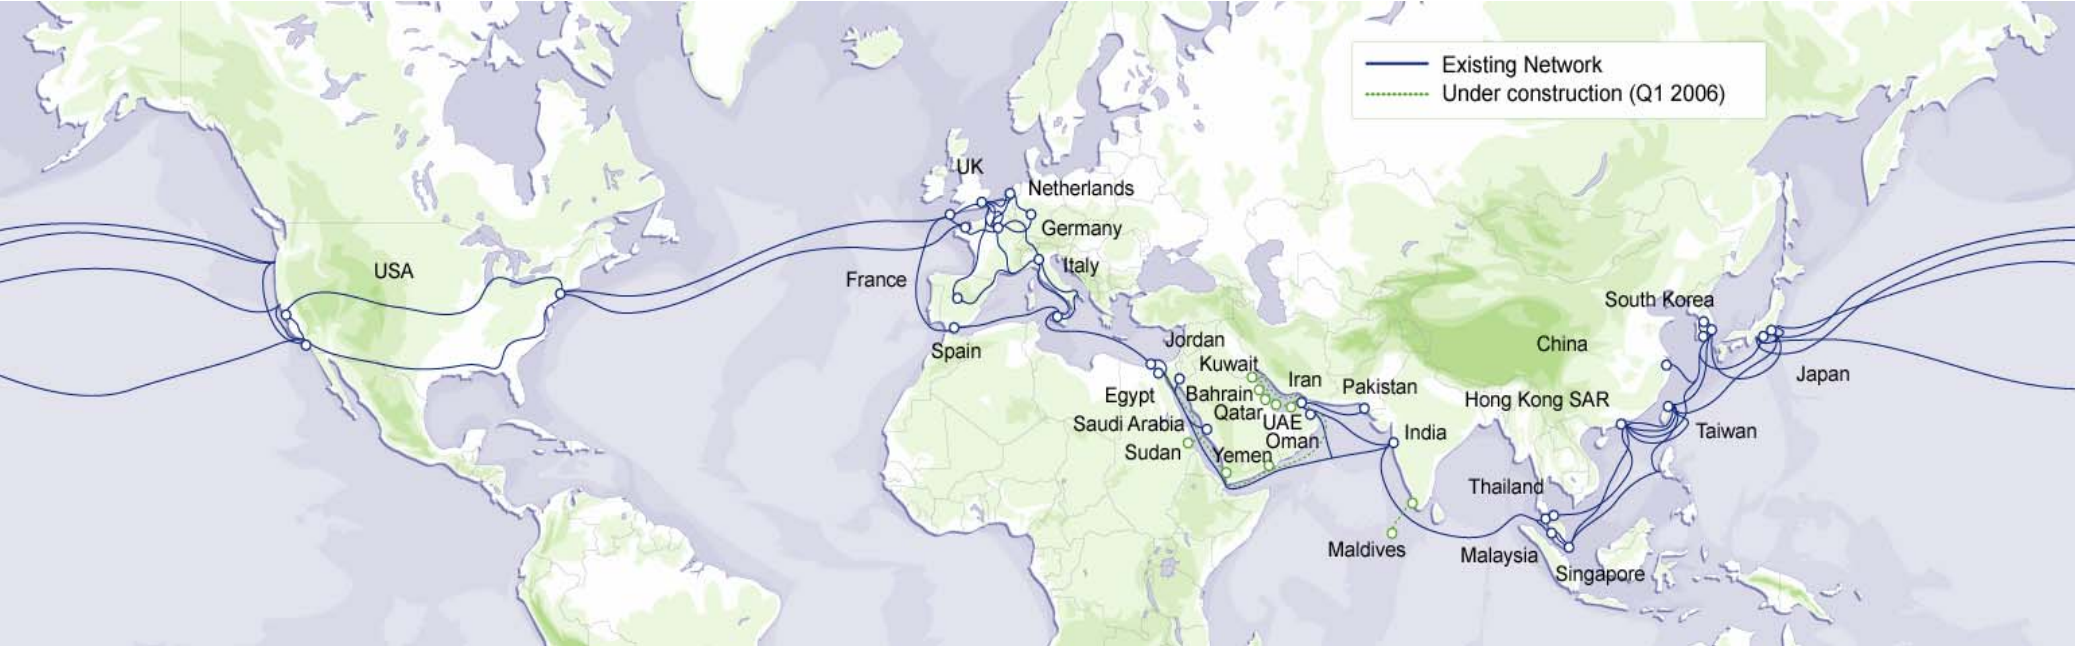 Existing Network
Under construction (Q1 2006)
UK
Netherlands
Germany
USA
Italy
France
South Korea
Spain
Jordan
China
Kuwait
Iran
Pakistan
Japan
Egypt
Bahrain
Hong Kong SAR
Qatar
Saudi Arabia
UAE
India
Taiwan
Oman
Sudan
Yemen
Thailand
Maldives
Malaysia
Singapore